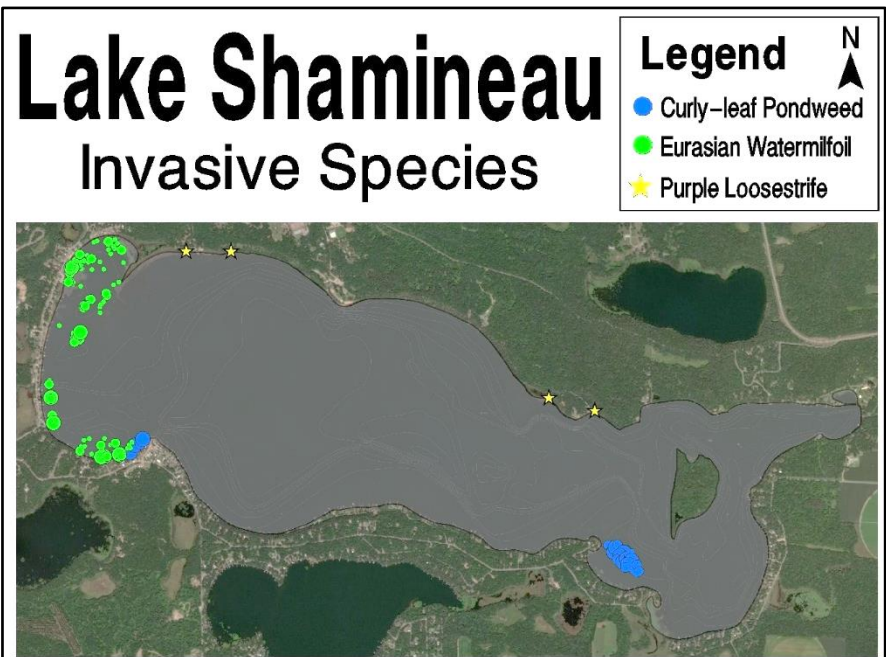 Lake Shamineau
Invasive Species
Legend
N
Curly-leaf Pondweed
Eurasian Watermilfoil
Purple Loosestrife